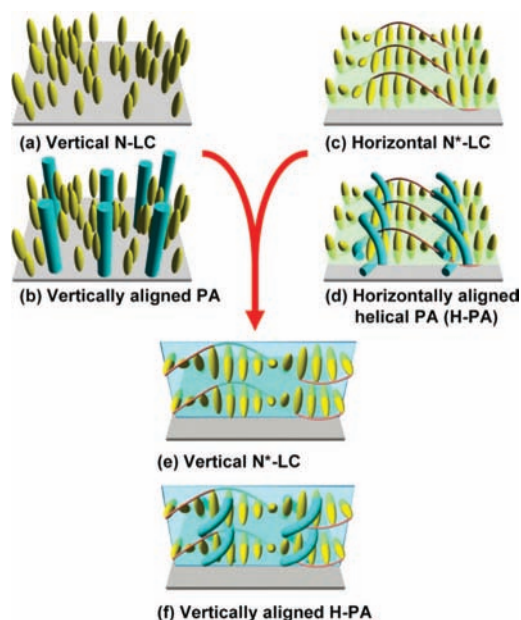 (a) Vertical N-LC
(b) Vertically aligned PA
(c) Horizontal N*-LC
(d) Horizontally aligned
helical PA (H-PA)
(e) Vertical N*-LC
(f) Vertically aligned H-PA